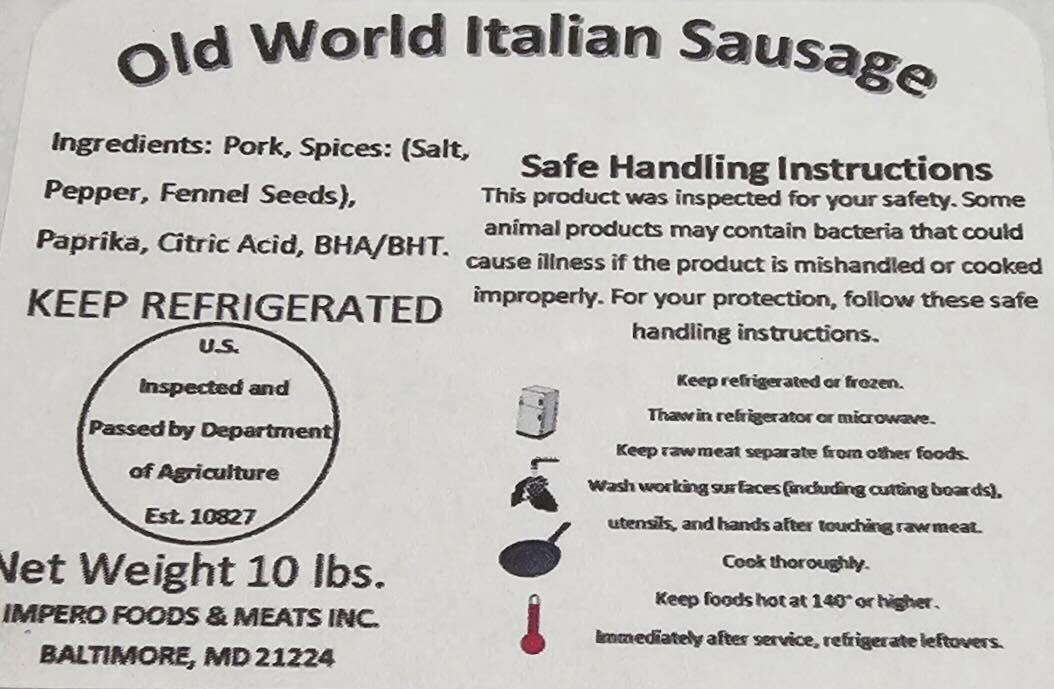 Old World Italian Sausage
Ingredients: Pork, Spices: (Salt,
Pepper, Fennel Seeds),
Paprika, Citric Acid, BHA/BHT.
KEEP REFRIGERATED
U.S.
Inspected and
Passed by Department
of Agriculture
Est. 10827
Net Weight 10 lbs.
IMPERO FOODS & MEATS INC.
BALTIMORE, MD 21224
Safe Handling Instructions
This product was inspected for your safety. Some
animal products may contain bacteria that could
cause illness if the product is mishandled or cooked
improperly. For your protection, follow these safe
handling instructions.
Keep refrigerated or frozen.
Thaw in refrigerator or microwave.
Keep raw meat separate from other foods.
Wash working surfaces (including cutting boards),
utensils, and hands after touching raw meat.
Cook thoroughly.
Keep foods hot at 140° or higher.
Immediately after service, refrigerate leftovers.